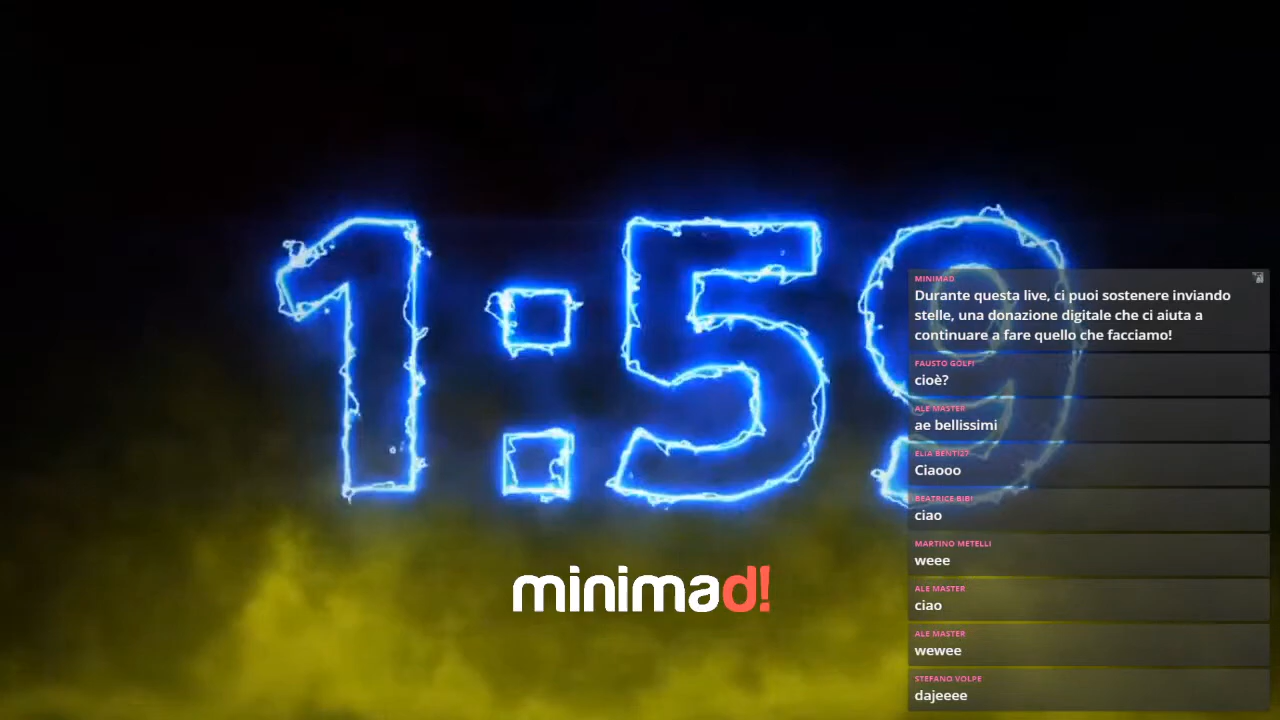 1:59
minimad!
MINIMAD
Durante questa live, ci puoi sostenere inviando
stelle, una donazione digitale che ci aiuta a
continuare a fare quello che facciamo!
FAUSTO GOLFI
cioè?
ALE MASTER
ae bellissimi
ELIA BENTI27
Ciaooo
BEATRICE BIBI
ciao
MARTINO METELLI
weee
ALE MASTER
ciao
ALE MASTER
wewee
STEFANO VOLPE
dajeeee